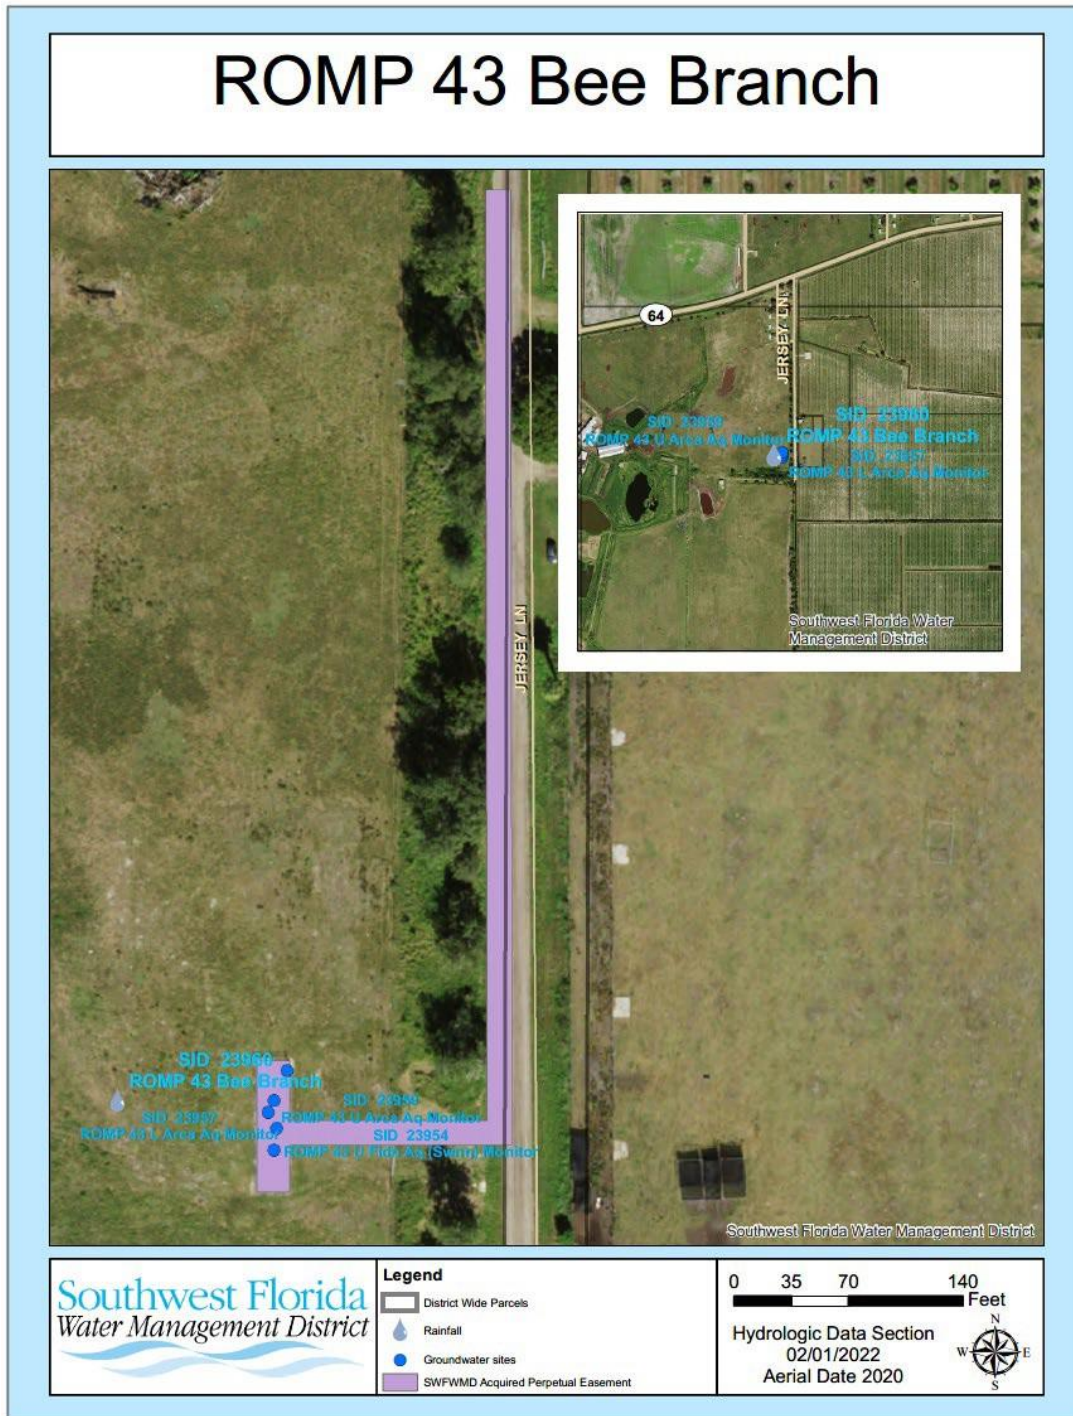 ROMP 43 Bee Branch
64
JERSEY LN
SID 23959
ROMP 43 U Arca Aq Monitor
SID 23960
ROMP 43 Bee Branch
SID 23957
ROMP 43 L Arca Aq Monitor
Southwest Florida Water
Management District
JERSEY LN
SID 23960
ROMP 43 Bee Branch
SID 23957
ROMP 43 L Arca Aq Monitor
SID 23959
ROMP 43 U Arca Aq Monitor
SID 23954
ROMP 43 U Fldn Aq (Swnn) Monitor
Southwest Florida Water Management District
Southwest Florida
Water Management District
Legend
District Wide Parcels
Rainfall
Groundwater sites
SWFWMD Acquired Perpetual Easement
0 35 70 140
Feet
Hydrologic Data Section
02/01/2022
Aerial Date 2020
N
W E
S